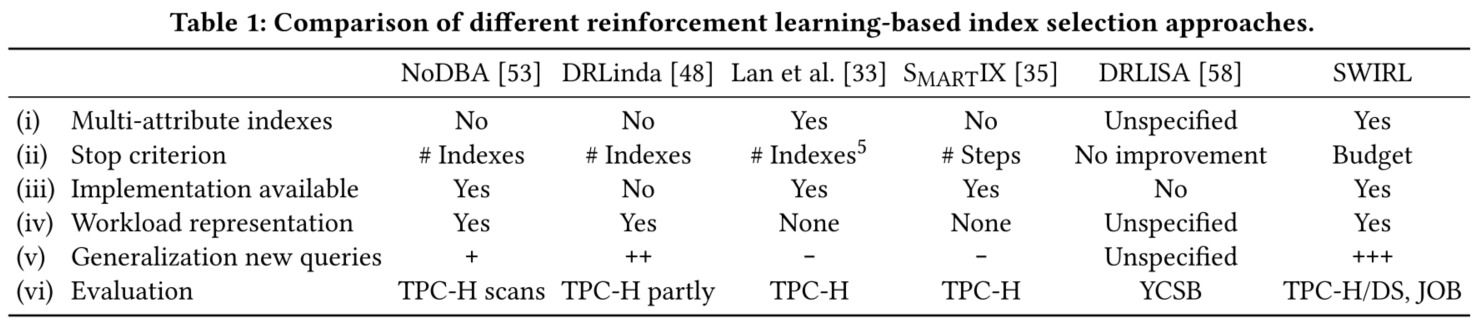 Table 1: Comparison of different reinforcement learning-based index selection approaches.
NoDBA [53] DRLinda [48] Lan et al. [33] SMARTIX [35] DRLISA [58] SWIRL
(i) Multi-attribute indexes No No Yes No Unspecified Yes
(ii) Stop criterion # Indexes # Indexes # Indexes5 # Steps No improvement Budget
(iii) Implementation available Yes No Yes Yes No Yes
(iv) Workload representation Yes Yes None None Unspecified Yes
(v) Generalization new queries + ++ – – Unspecified +++
(vi) Evaluation TPC-H scans TPC-H partly TPC-H TPC-H YCSB TPC-H/DS, JOB